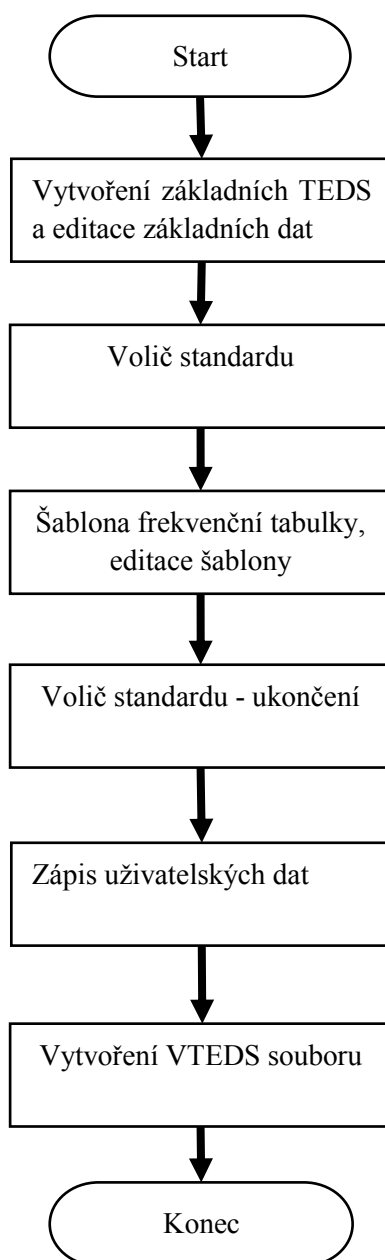 Start
Vytvoření základních TEDS
a editace základních dat
Volič standardu
Šablona frekvenční tabulky,
editace šablony
Volič standardu - ukončení
Zápis uživatelských dat
Vytvoření VTEDS souboru
Konec